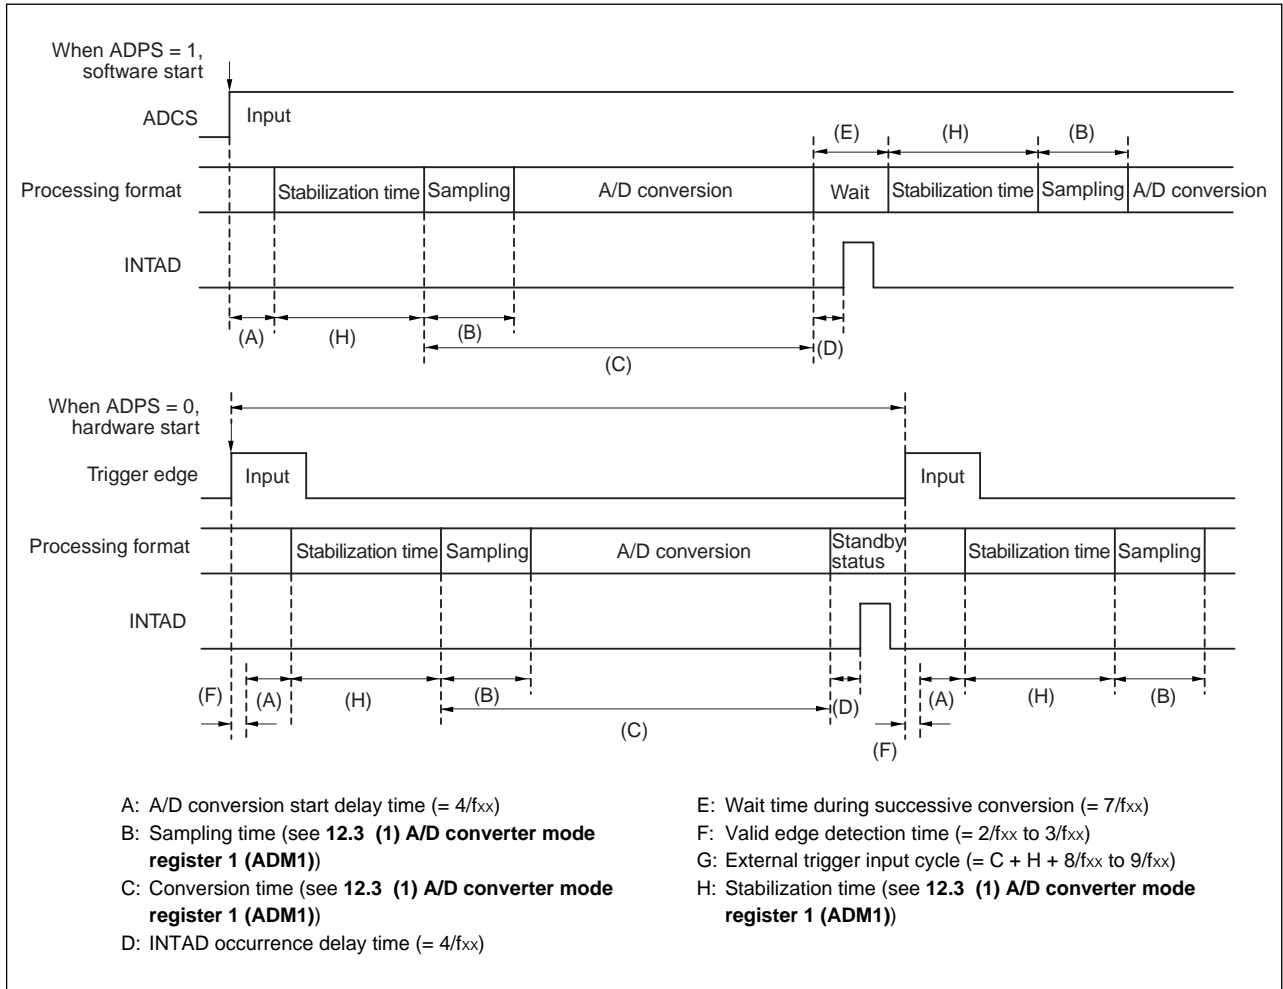 When ADPS = 1,
software start
ADCS
Input
(E)
(H)
(B)
Processing format
Stabilization time
Sampling
A/D conversion
Wait
Stabilization time
Sampling
A/D conversion
INTAD
(A)
(H)
(B)
(D)
(C)
When ADPS = 0,
hardware start
Trigger edge
Input
Input
Processing format
Stabilization time
Sampling
A/D conversion
Standby
status
Stabilization time
Sampling
INTAD
(F)
(A)
(H)
(B)
(D)
(A)
(H)
(B)
(C)
(F)
A: A/D conversion start delay time (= 4/fxx)
B: Sampling time (see 12.3 (1) A/D converter mode
register 1 (ADM1))
C: Conversion time (see 12.3 (1) A/D converter mode
register 1 (ADM1))
D: INTAD occurrence delay time (= 4/fxx)
E: Wait time during successive conversion (= 7/fxx)
F: Valid edge detection time (= 2/fxx to 3/fxx)
G: External trigger input cycle (= C + H + 8/fxx to 9/fxx)
H: Stabilization time (see 12.3 (1) A/D converter mode
register 1 (ADM1))